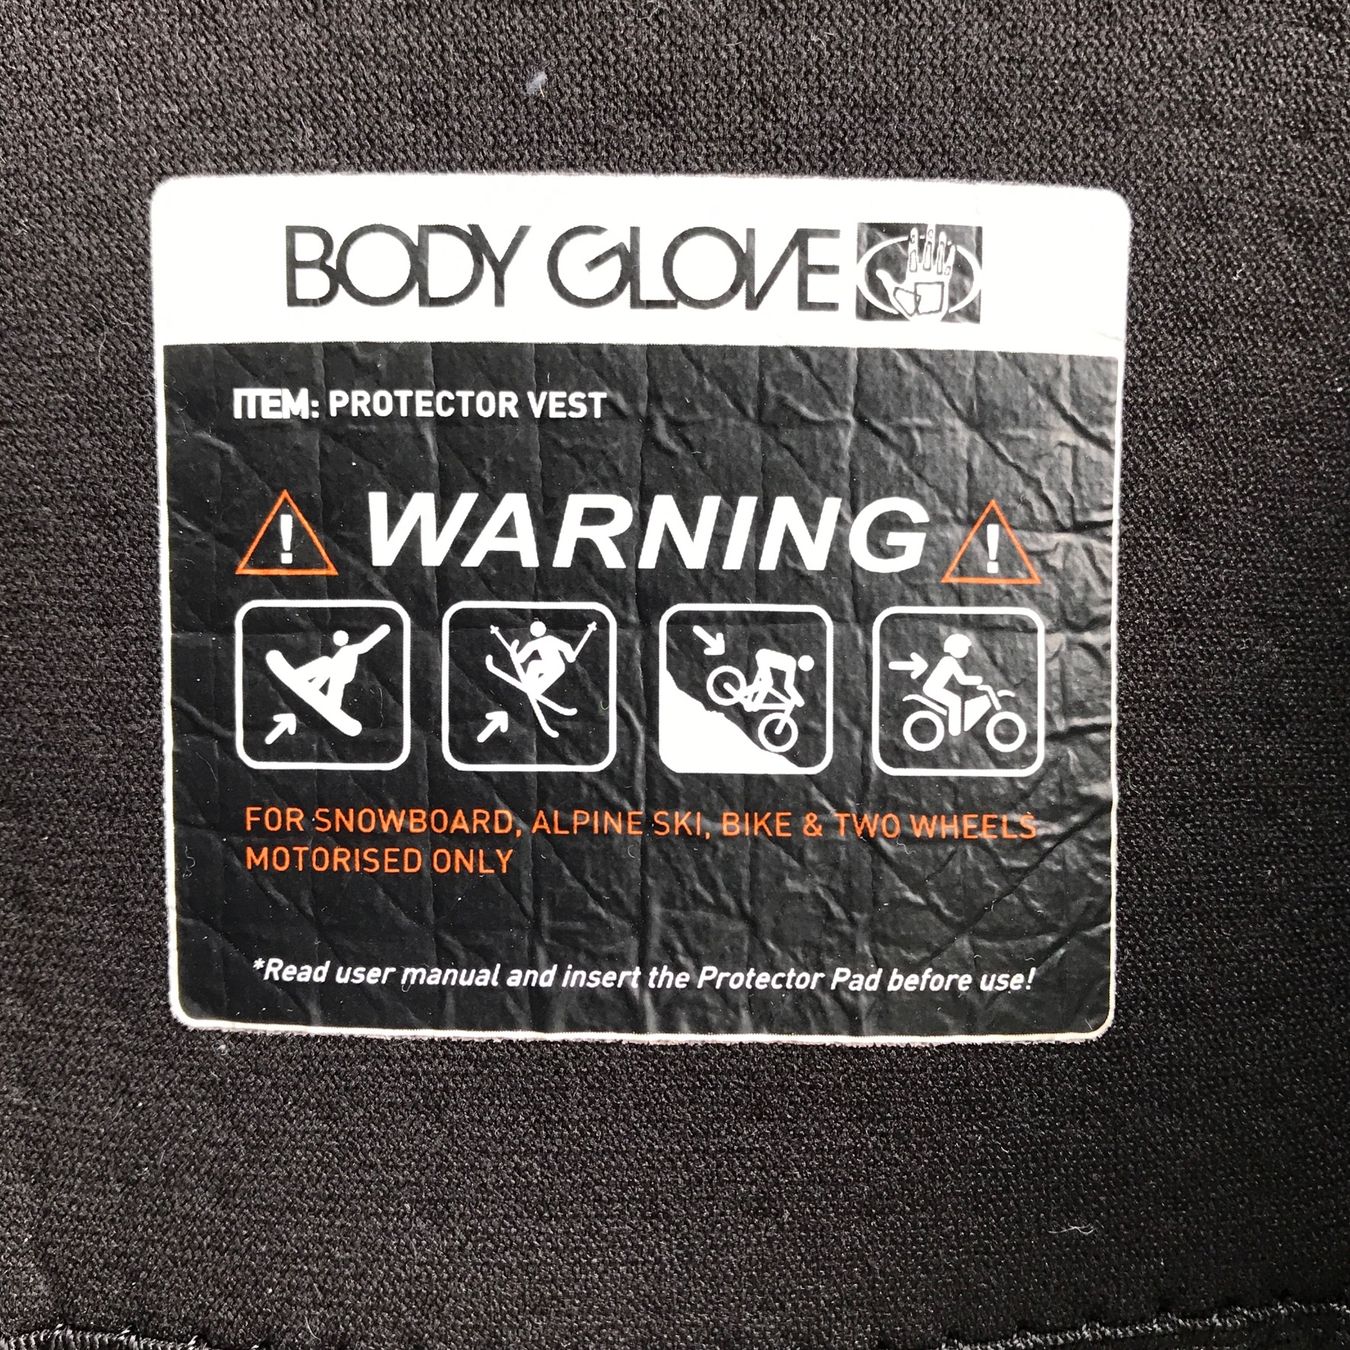 BODY GLOVE
ITEM: PROTECTOR VEST
! WARNING !
FOR SNOWBOARD, ALPINE SKI, BIKE & TWO WHEELS
MOTORISED ONLY
*Read user manual and insert the Protector Pad before use!